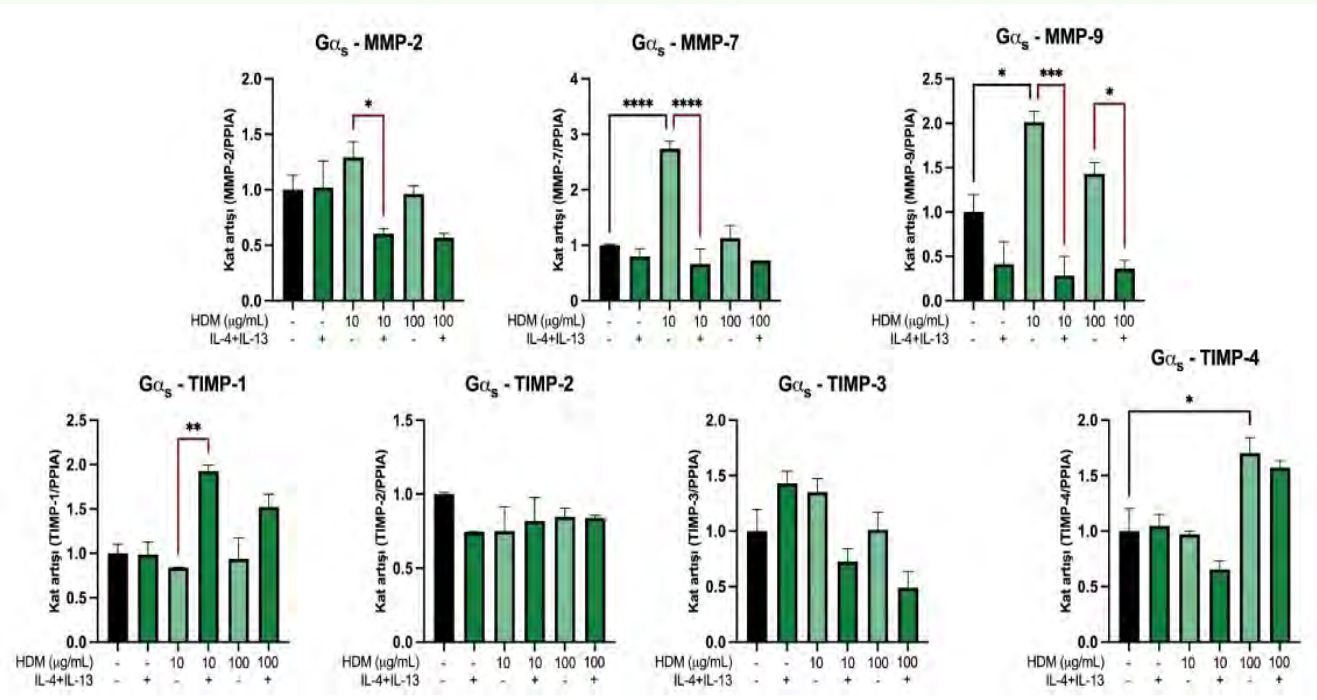 Gαs - MMP-2
2.0
1.5
1.0
0.5
0.0
Kat artışı (MMP-2/PPIA)
*
HDM (µg/mL) - - 10 10 100 100
IL-4+IL-13 - + - + - +
Gαs - MMP-7
4
3
2
1
0
Kat artışı (MMP-7/PPIA)
**** ****
HDM (µg/mL) - - 10 10 100 100
IL-4+IL-13 - + - + - +
Gαs - MMP-9
2.5
2.0
1.5
1.0
0.5
0.0
Kat artışı (MMP-9/PPIA)
* *** *
HDM (µg/mL) - - 10 10 100 100
IL-4+IL-13 - + - + - +
Gαs - TIMP-1
2.5
2.0
1.5
1.0
0.5
0.0
Kat artışı (TIMP-1/PPIA)
**
HDM (µg/mL) - - 10 10 100 100
IL-4+IL-13 - + - + - +
Gαs - TIMP-2
1.5
1.0
0.5
0.0
Kat artışı (TIMP-2/PPIA)
HDM (µg/mL) - - 10 10 100 100
IL-4+IL-13 - + - + - +
Gαs - TIMP-3
2.0
1.5
1.0
0.5
0.0
Kat artışı (TIMP-3/PPIA)
HDM (µg/mL) - - 10 10 100 100
IL-4+IL-13 - + - + - +
Gαs - TIMP-4
2.0
1.5
1.0
0.5
0.0
Kat artışı (TIMP-4/PPIA)
*
HDM (µg/mL) - - 10 10 100 100
IL-4+IL-13 - + - + - +